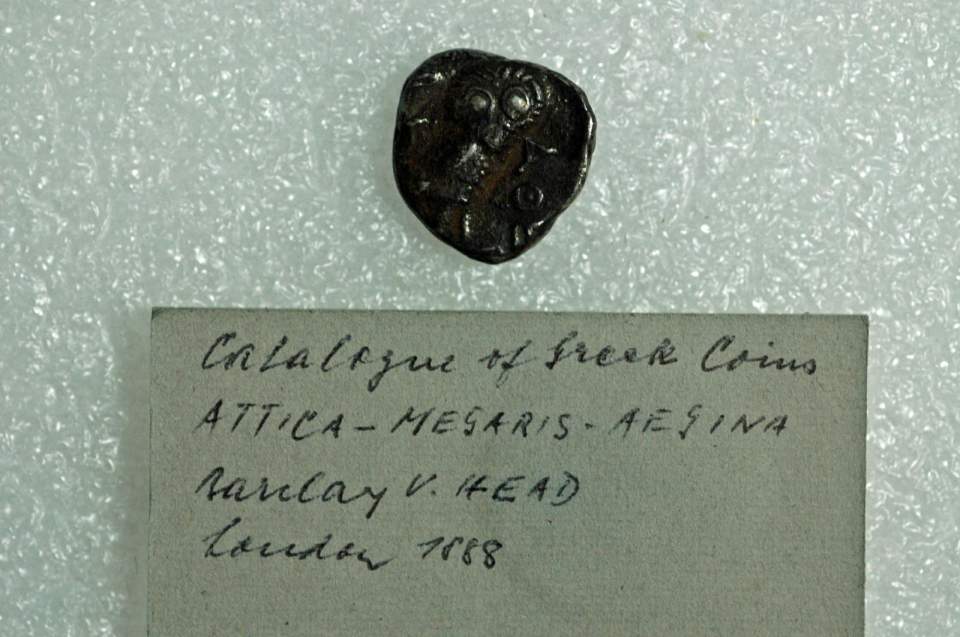 Catalogue of Greek Coins
ATTICA - MEGARIS - AEGINA
Barclay V. HEAD
London 1888